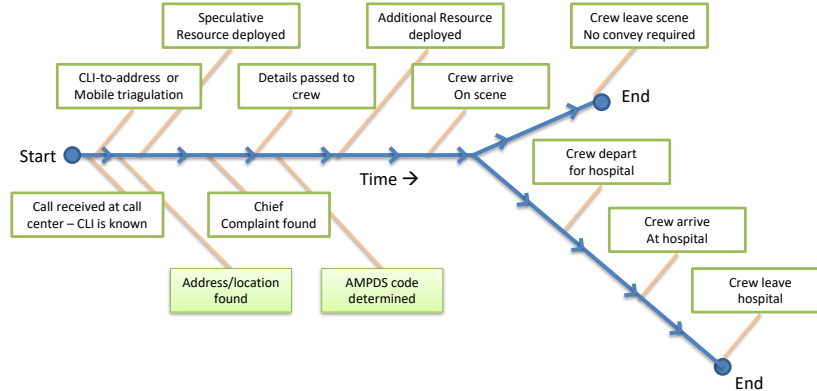 Speculative
Resource deployed
Additional Resource
deployed
Crew leave scene
No convey required
CLI-to-address or
Mobile triagulation
Details passed to
crew
Crew arrive
On scene
End
Start
Time →
Crew depart
for hospital
Call received at call
center – CLI is known
Chief
Complaint found
Crew arrive
At hospital
Address/location
found
AMPDS code
determined
Crew leave
hospital
End